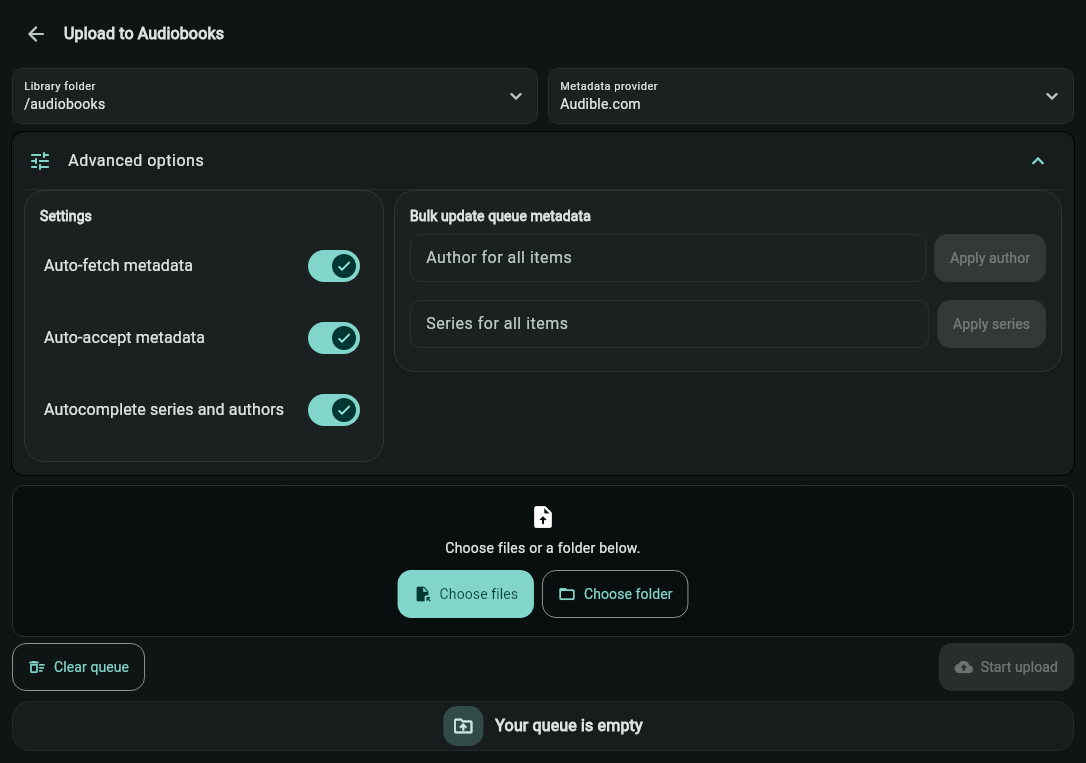 Upload to Audiobooks
Library folder
/audiobooks
Metadata provider
Audible.com
Advanced options
Settings
Auto-fetch metadata
Auto-accept metadata
Autocomplete series and authors
Bulk update queue metadata
Author for all items
Apply author
Series for all items
Apply series
Choose files or a folder below.
Choose files
Choose folder
Clear queue
Start upload
Your queue is empty